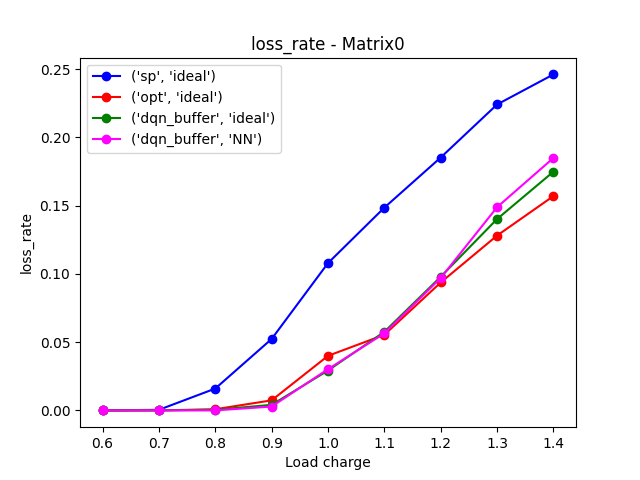 loss_rate - Matrix0
('sp', 'ideal')
('opt', 'ideal')
('dqn_buffer', 'ideal')
('dqn_buffer', 'NN')
loss_rate
0.25
0.20
0.15
0.10
0.05
0.00
0.6 0.7 0.8 0.9 1.0 1.1 1.2 1.3 1.4
Load charge